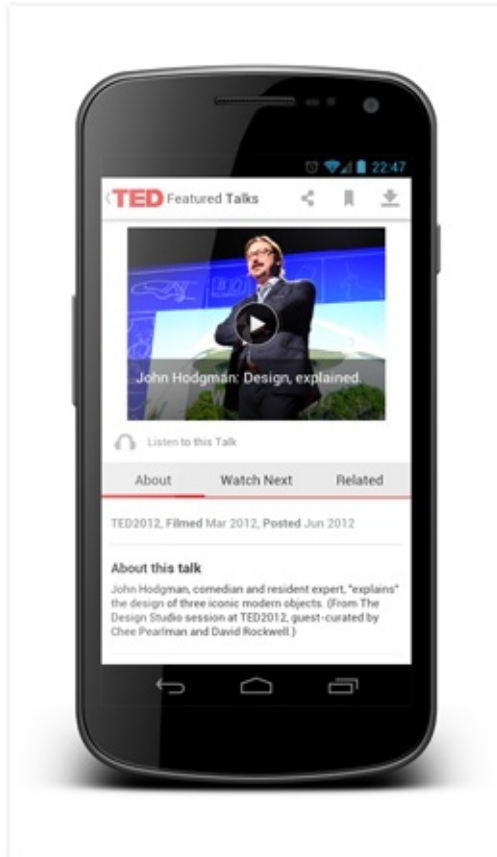 22:47
TED Featured Talks
John Hodgman: Design, explained.
Listen to this Talk
About Watch Next Related
TED2012, Filmed Mar 2012, Posted Jun 2012
About this talk
John Hodgman, comedian and resident expert, "explains"
the design of three iconic modern objects. (From The
Design Studio session at TED2012, guest-curated by
Chee Pearlman and David Rockwell.)